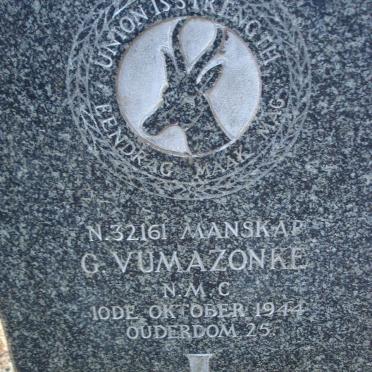 UNION IS STRENGTH
EENDRAG MAAK MAG
N.32161 MANSKAP
G. VUMAZONKE
N.M.C
10DE OKTOBER 1944
OUDERDOM 25.